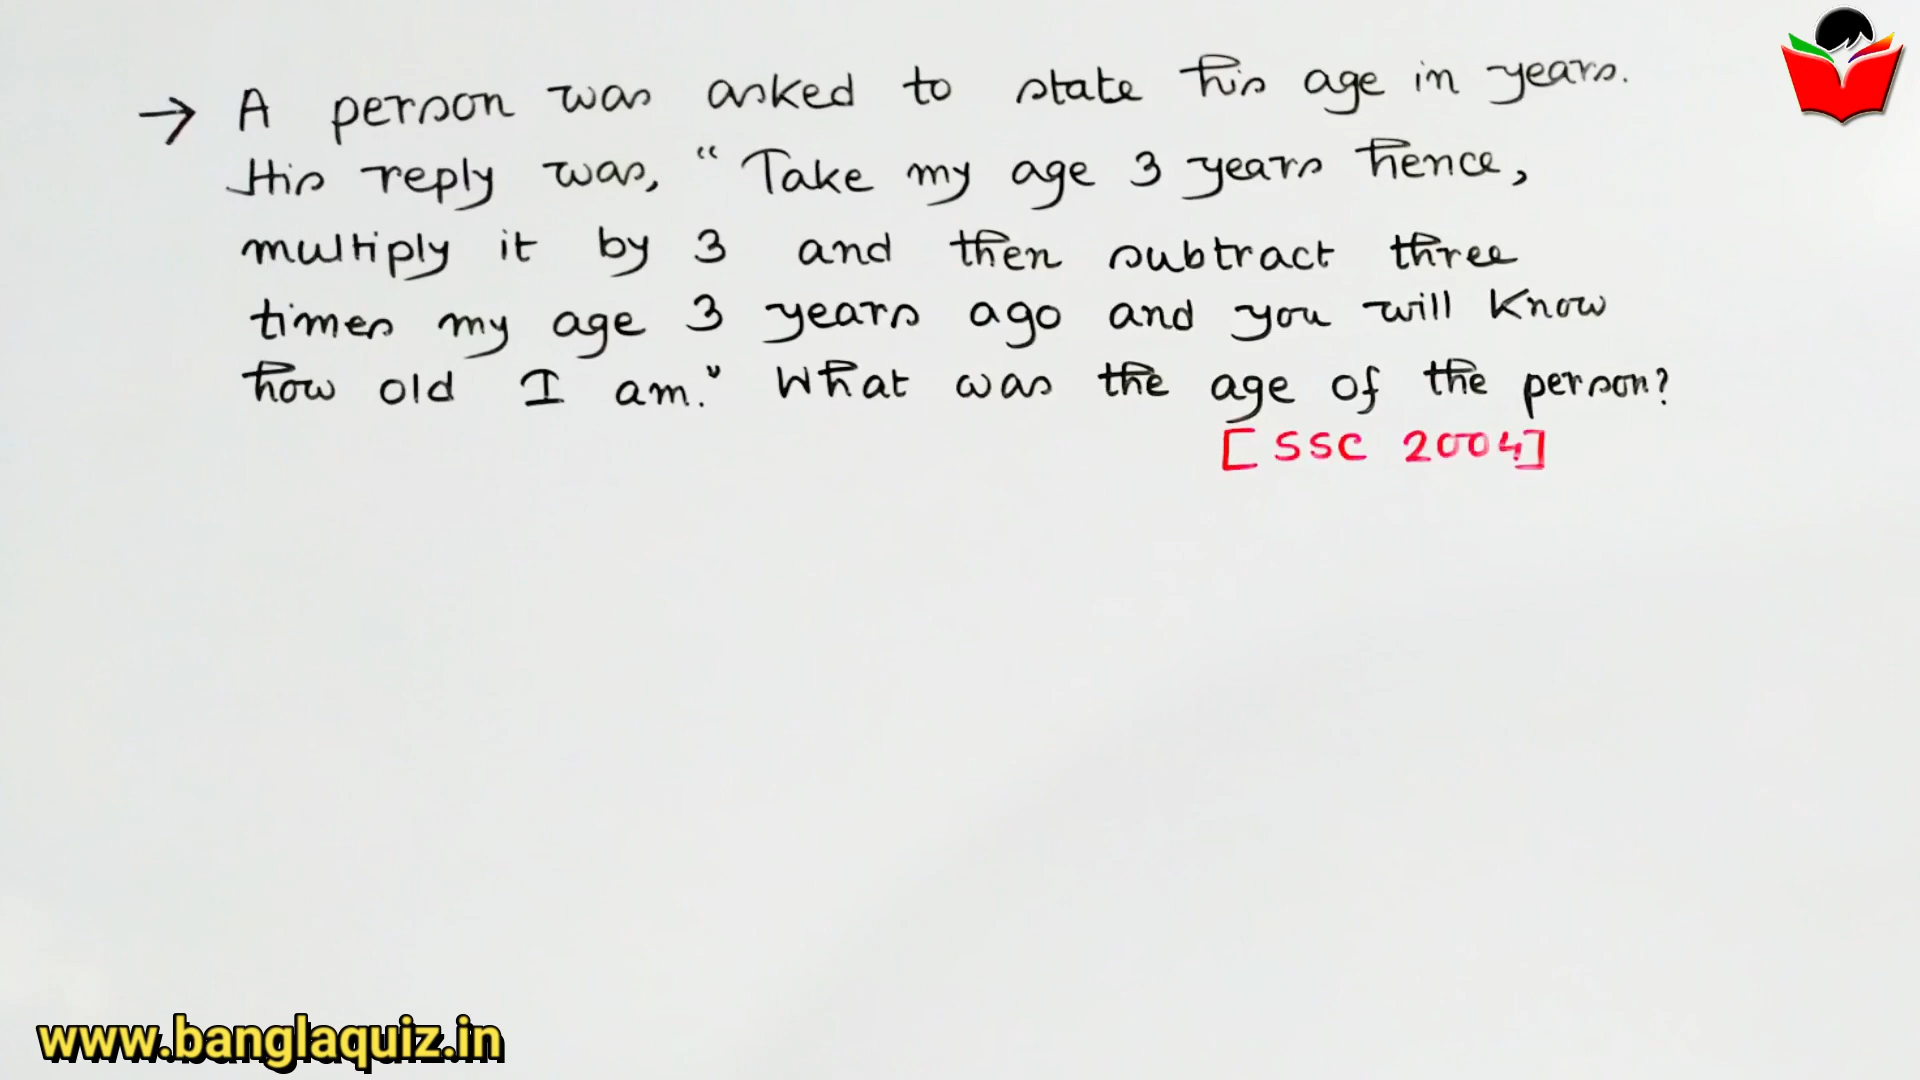 → A person was asked to state his age in years.
His reply was, “Take my age 3 years hence,
multiply it by 3 and then subtract three
times my age 3 years ago and you will know
how old I am.” What was the age of the person?
[SSC 2004]
www.banglaquiz.in